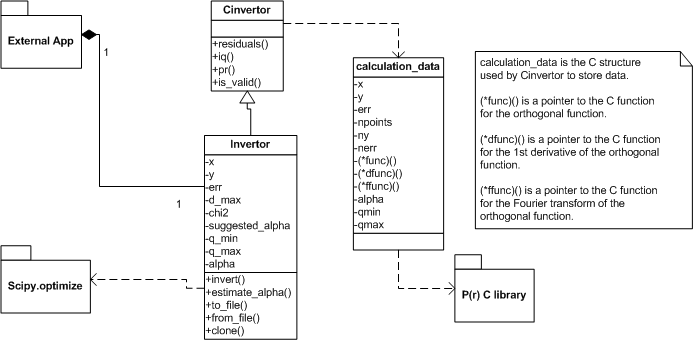 External App
1
1
Cinvertor
+residuals()
+iq()
+pr()
+is_valid()
Invertor
-x
-y
-err
-d_max
-chi2
-suggested_alpha
-q_min
-q_max
-alpha
+invert()
+estimate_alpha()
+to_file()
+from_file()
+clone()
Scipy.optimize
calculation_data
-x
-y
-err
-npoints
-ny
-nerr
-(*func)()
-(*dfunc)()
-(*ffunc)()
-alpha
-qmin
-qmax
P(r) C library
calculation_data is the C structure
used by Cinvertor to store data.
(*func)() is a pointer to the C function
for the orthogonal function.
(*dfunc)() is a pointer to the C function
for the 1st derivative of the orthogonal
function.
(*ffunc)() is a pointer to the C function
for the Fourier transform of the
orthogonal function.